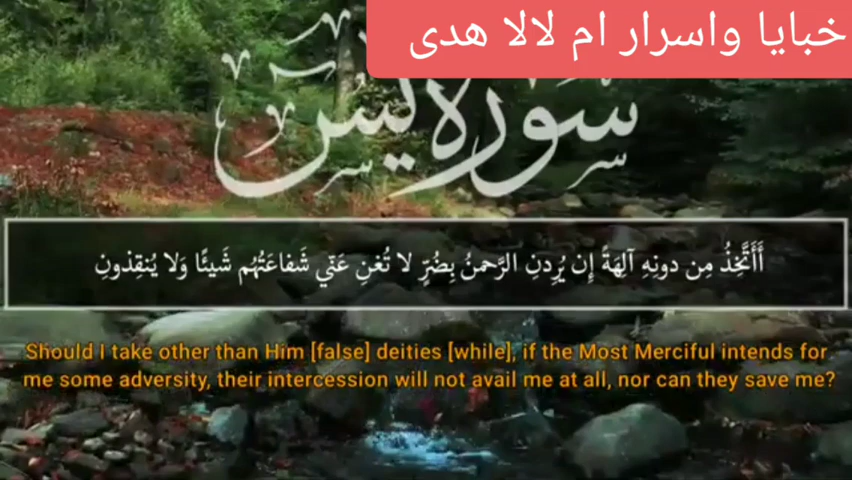 خبايا واسرار ام لالا هدى
سورة يس
أَأَتَّخِذُ مِن دونِهِ آلِهَةً إِن يُرِدنِ الرَّحمنُ بِضُرٍّ لا تُغنِ عَنّي شَفاعَتُهُم شَيئًا وَلا يُنقِذونِ
Should I take other than Him [false] deities [while], if the Most Merciful intends for
me some adversity, their intercession will not avail me at all, nor can they save me?